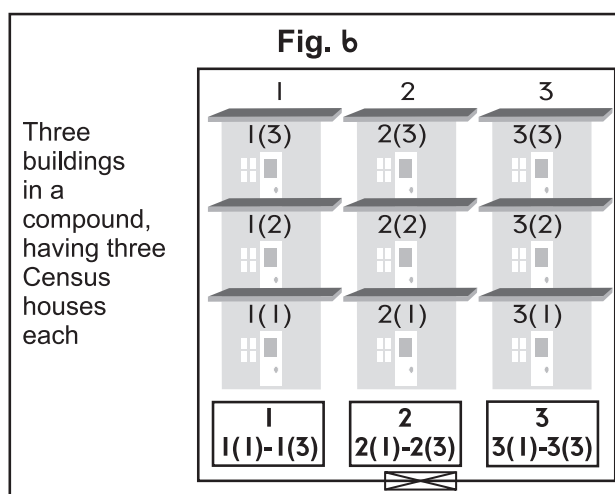 Fig. 6
Three
buildings
in a
compound,
having three
Census
houses
each
1 2 3
1(3) 2(3) 3(3)
1(2) 2(2) 3(2)
1(1) 2(1) 3(1)
1 2 3
1(1)-1(3) 2(1)-2(3) 3(1)-3(3)